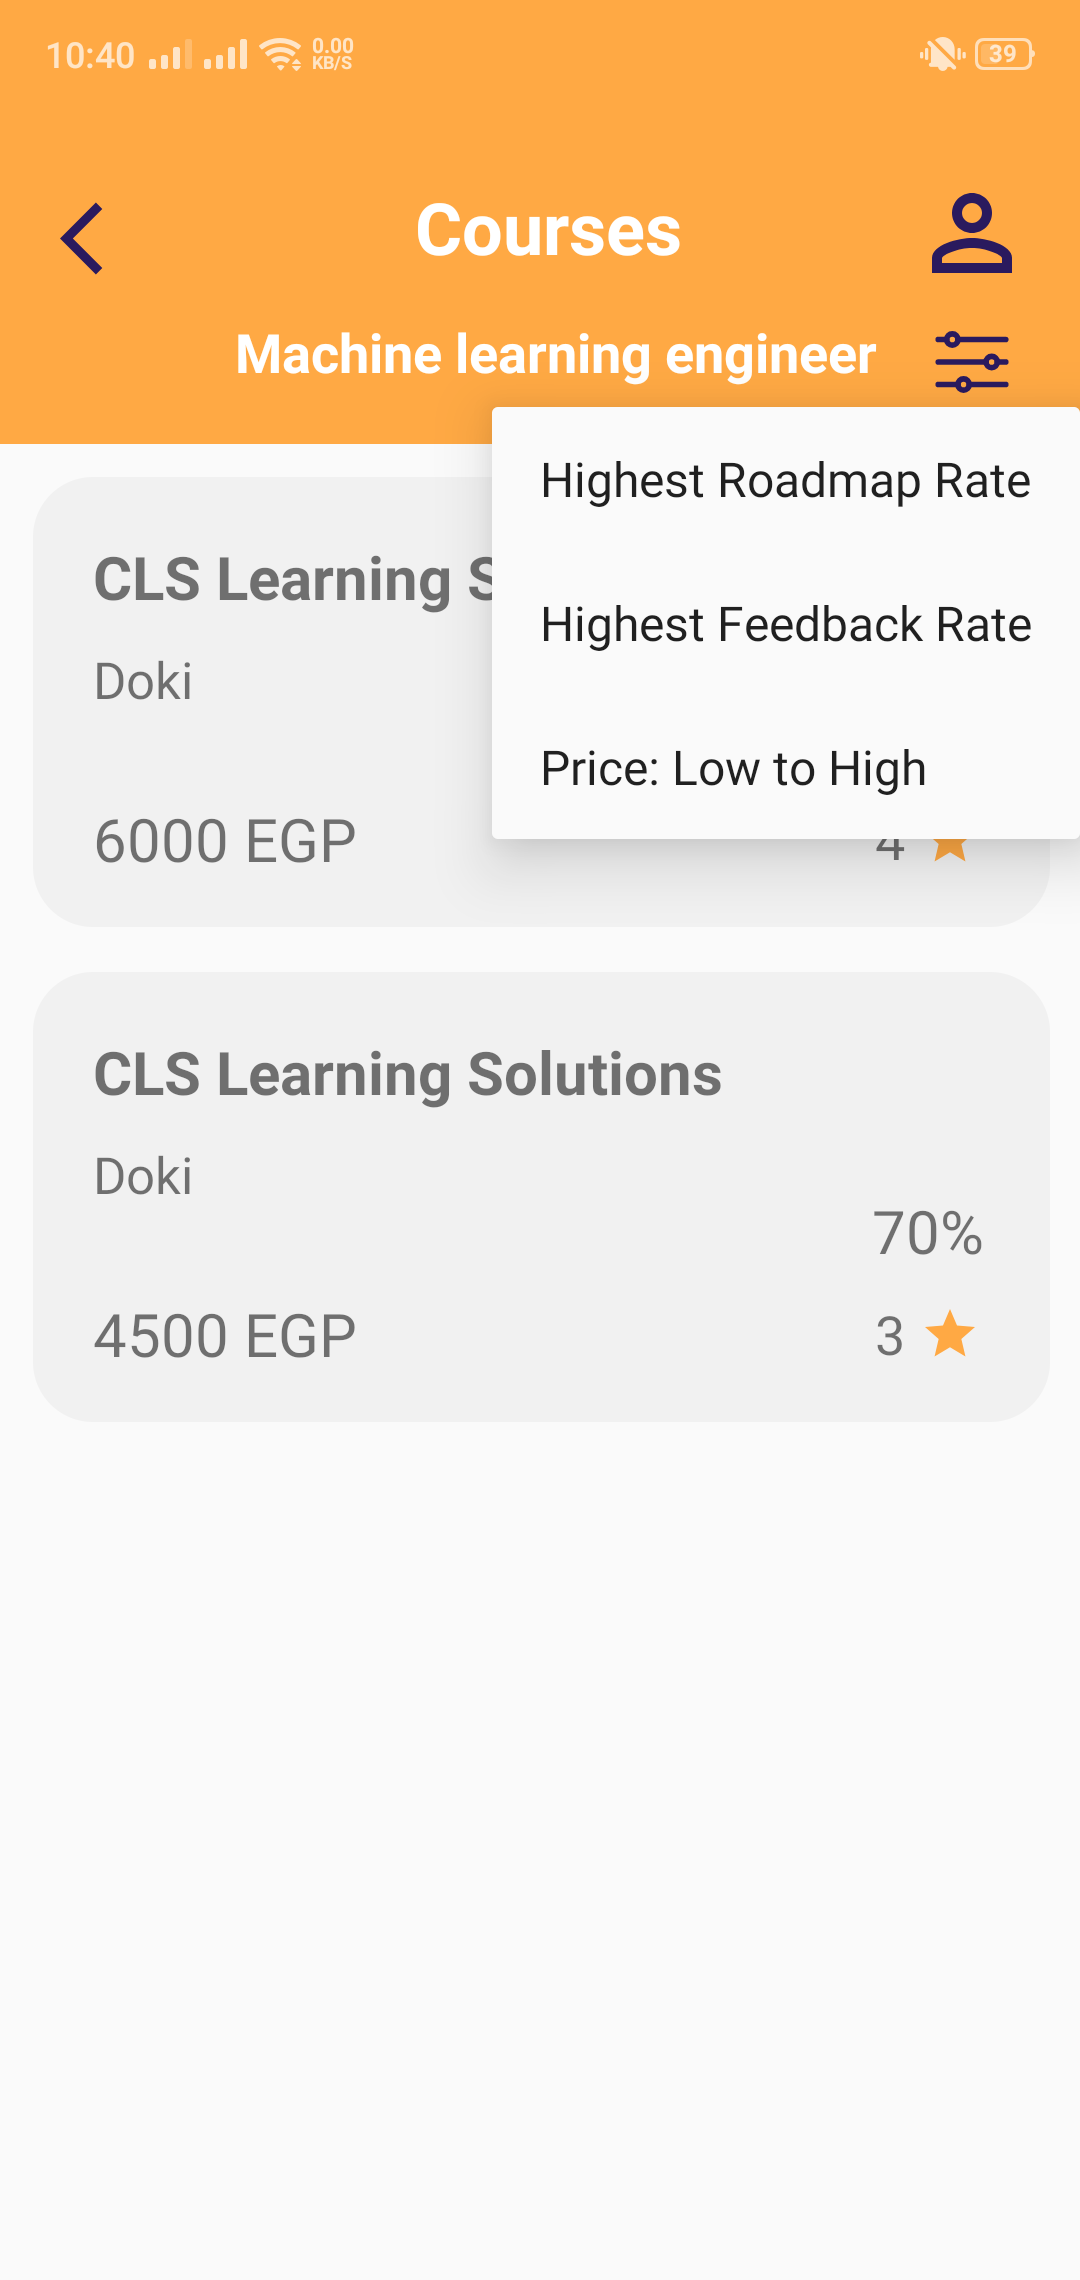 10:40 0.00 KB/S 39
Courses
Machine learning engineer
Highest Roadmap Rate
Highest Feedback Rate
Price: Low to High
CLS Learning S
Doki
6000 EGP
4
CLS Learning Solutions
Doki
70%
4500 EGP
3